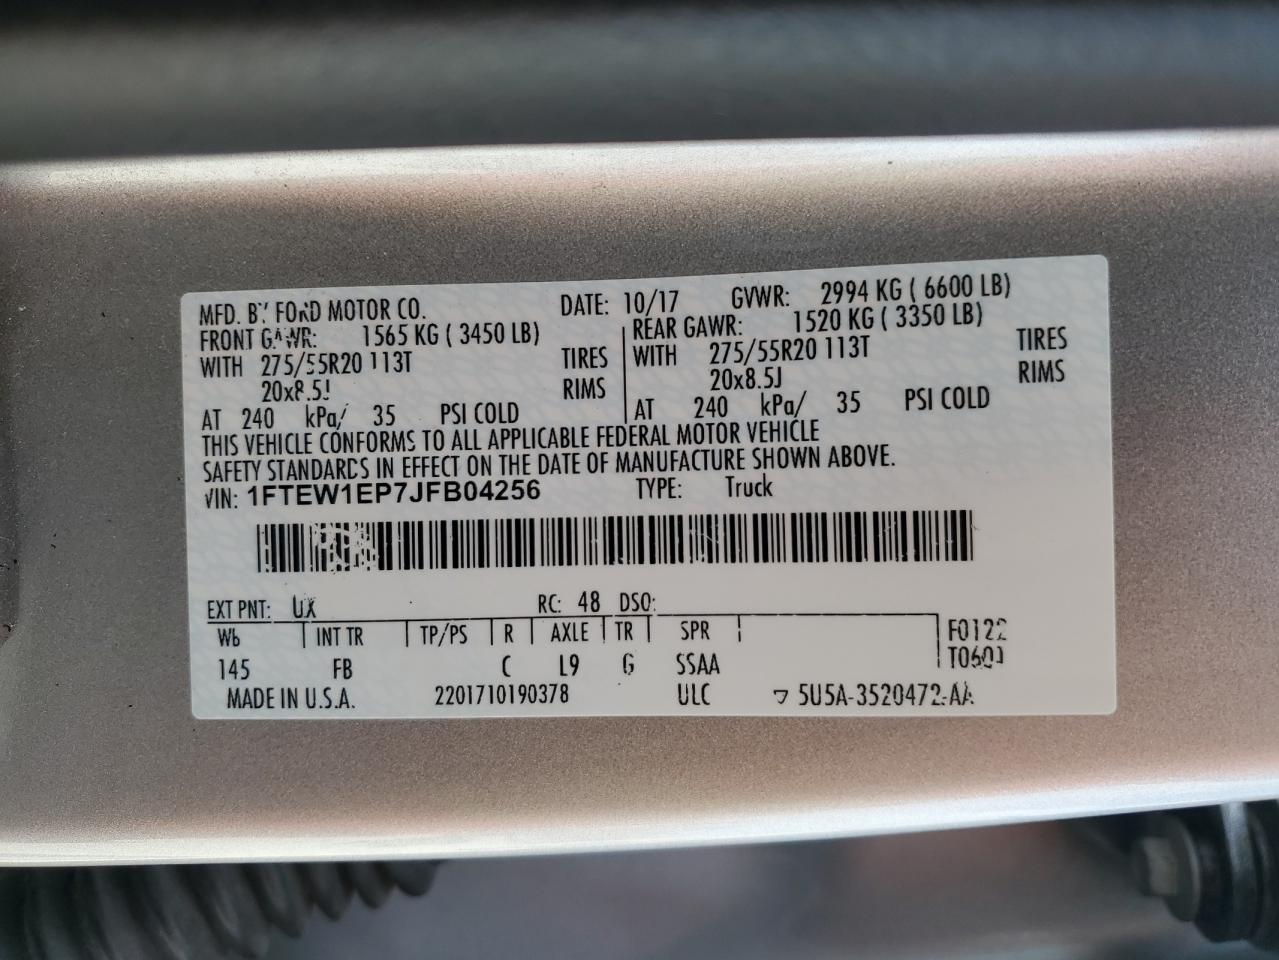 MFD. BY FORD MOTOR CO. DATE: 10/17 GVWR: 2994 KG ( 6600 LB)
FRONT GAWR: 1565 KG ( 3450 LB) REAR GAWR: 1520 KG ( 3350 LB)
WITH 275/55R20 113T TIRES WITH 275/55R20 113T TIRES
20x8.5J RIMS 20x8.5J RIMS
AT 240 kPa/ 35 PSI COLD AT 240 kPa/ 35 PSI COLD
THIS VEHICLE CONFORMS TO ALL APPLICABLE FEDERAL MOTOR VEHICLE
SAFETY STANDARDS IN EFFECT ON THE DATE OF MANUFACTURE SHOWN ABOVE.
VIN: 1FTEW1EP7JFB04256 TYPE: Truck
EXT PNT: UX RC: 48 DSO:
WB INT TR TP/PS R AXLE TR SPR F0122
145 FB C L9 G SSAA
MADE IN U.S.A. 2201710190378 ULC 5U5A-3520472-AA